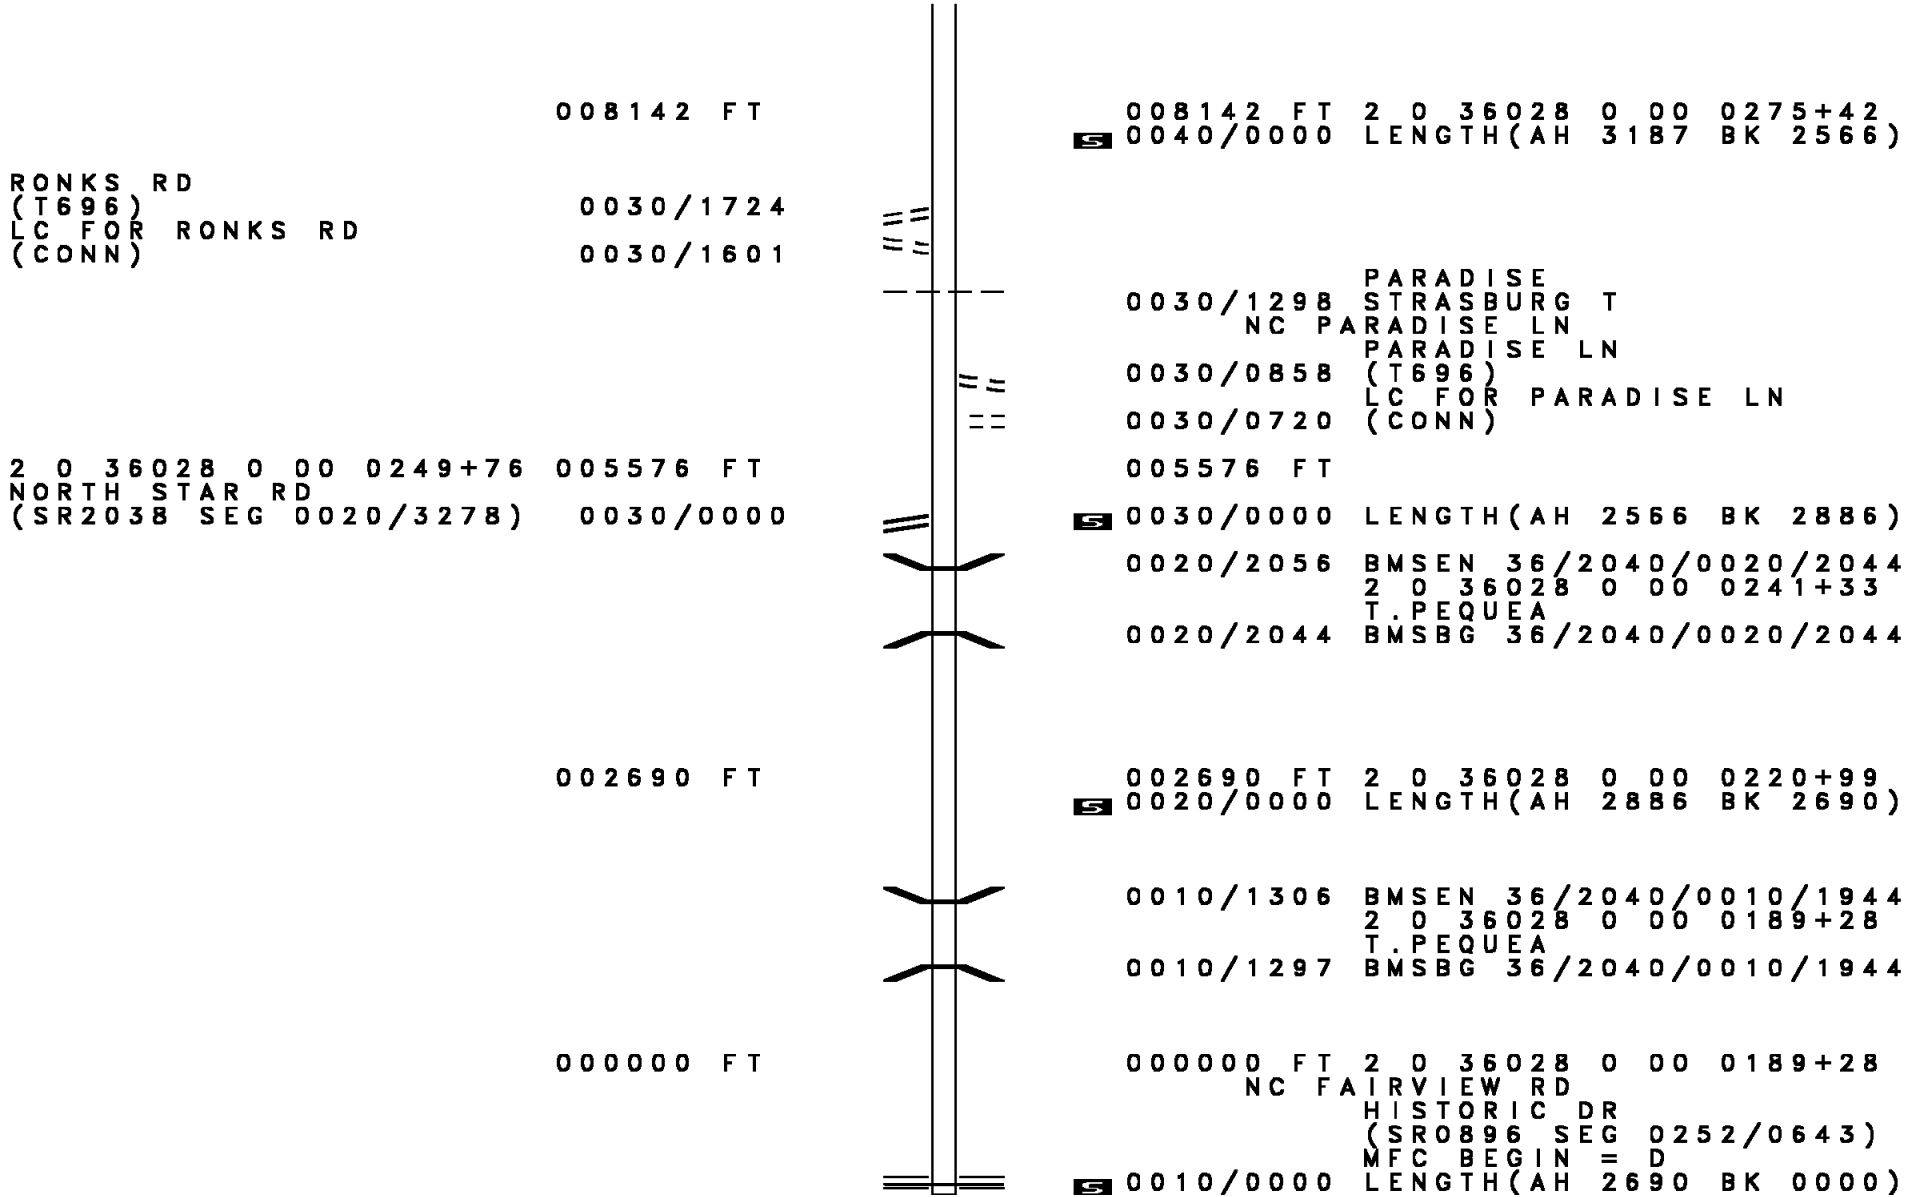 008142 FT 008142 FT 2 0 36028 0 00 0275+42
S 0040/0000 LENGTH(AH 3187 BK 2566)
RONKS RD
(T696) 0030/1724
LC FOR RONKS RD
(CONN) 0030/1601
PARADISE
0030/1298 STRASBURG T
NC PARADISE LN
PARADISE LN
0030/0858 (T696)
LC FOR PARADISE LN
0030/0720 (CONN)
2 0 36028 0 00 0249+76 005576 FT 005576 FT
NORTH STAR RD
(SR2038 SEG 0020/3278) 0030/0000 S 0030/0000 LENGTH(AH 2566 BK 2886)
0020/2056 BMSEN 36/2040/0020/2044
2 0 36028 0 00 0241+33
T.PEQUEA
0020/2044 BMSBG 36/2040/0020/2044
002690 FT 002690 FT 2 0 36028 0 00 0220+99
S 0020/0000 LENGTH(AH 2886 BK 2690)
0010/1306 BMSEN 36/2040/0010/1944
2 0 36028 0 00 0189+28
T.PEQUEA
0010/1297 BMSBG 36/2040/0010/1944
000000 FT 000000 FT 2 0 36028 0 00 0189+28
NC FAIRVIEW RD
HISTORIC DR
(SR0896 SEG 0252/0643)
MFC BEGIN = D
S 0010/0000 LENGTH(AH 2690 BK 0000)